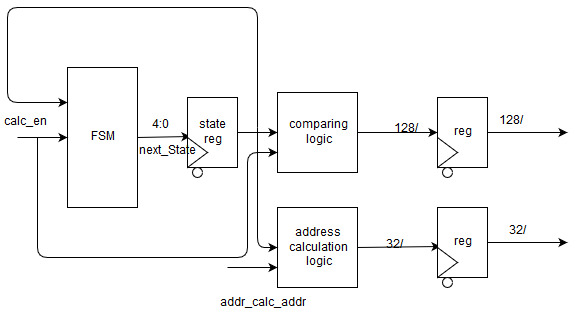 calc_en
FSM
4:0
next_State
state
reg
comparing
logic
128/
reg
128/
address
calculation
logic
32/
reg
32/
addr_calc_addr